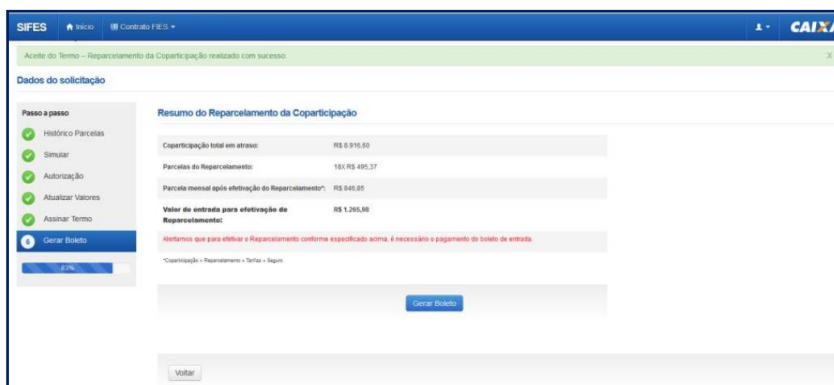 SIFES Início Contrato FIES CAIXA
Aceite do Termo – Reparcelamento da Coparticipação realizado com sucesso. X
Dados do solicitação
Passo a passo
Histórico Parcelas
Simular
Autorização
Atualizar Valores
Assinar Termo
6 Gerar Boleto
83%
Resumo do Reparcelamento da Coparticipação
Coparticipação total em atraso: R$ 8.916,60
Parcelas do Reparcelamento: 18X R$ 495,37
Parcela mensal após efetivação do Reparcelamento*:
Valor de entrada para efetivação de R$ 1.265,98
Reparcelamento:
Alertamos que para efetivar o Reparcelamento conforme especificado acima, é necessário o pagamento do boleto de entrada.
*Coparticipação + Reparcelamento + Tarifas + Seguro
Gerar Boleto
Voltar